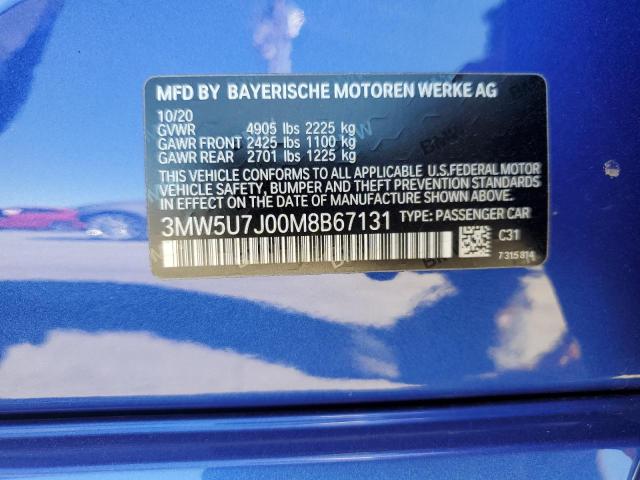 MFD BY BAYERISCHE MOTOREN WERKE AG
10/20
GVWR 4905 lbs 2225 kg
GAWR FRONT 2425 lbs 1100 kg
GAWR REAR 2701 lbs 1225 kg
THIS VEHICLE CONFORMS TO ALL APPLICABLE U.S.FEDERAL MOTOR
VEHICLE SAFETY, BUMPER AND THEFT PREVENTION STANDARDS
IN EFFECT ON THE DATE OF MANUFACTURE SHOWN ABOVE.
3MW5U7J00M8B67131 TYPE: PASSENGER CAR
C31
7315814